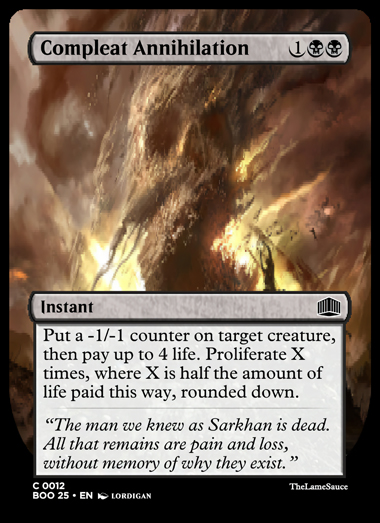 Compleat Annihilation 1
Instant
Put a -1/-1 counter on target creature,
then pay up to 4 life. Proliferate X
times, where X is half the amount of
life paid this way, rounded down.
“The man we knew as Sarkhan is dead.
All that remains are pain and loss,
without memory of why they exist.”
C 0012
BOO 25 • EN LORDIGAN
TheLameSauce